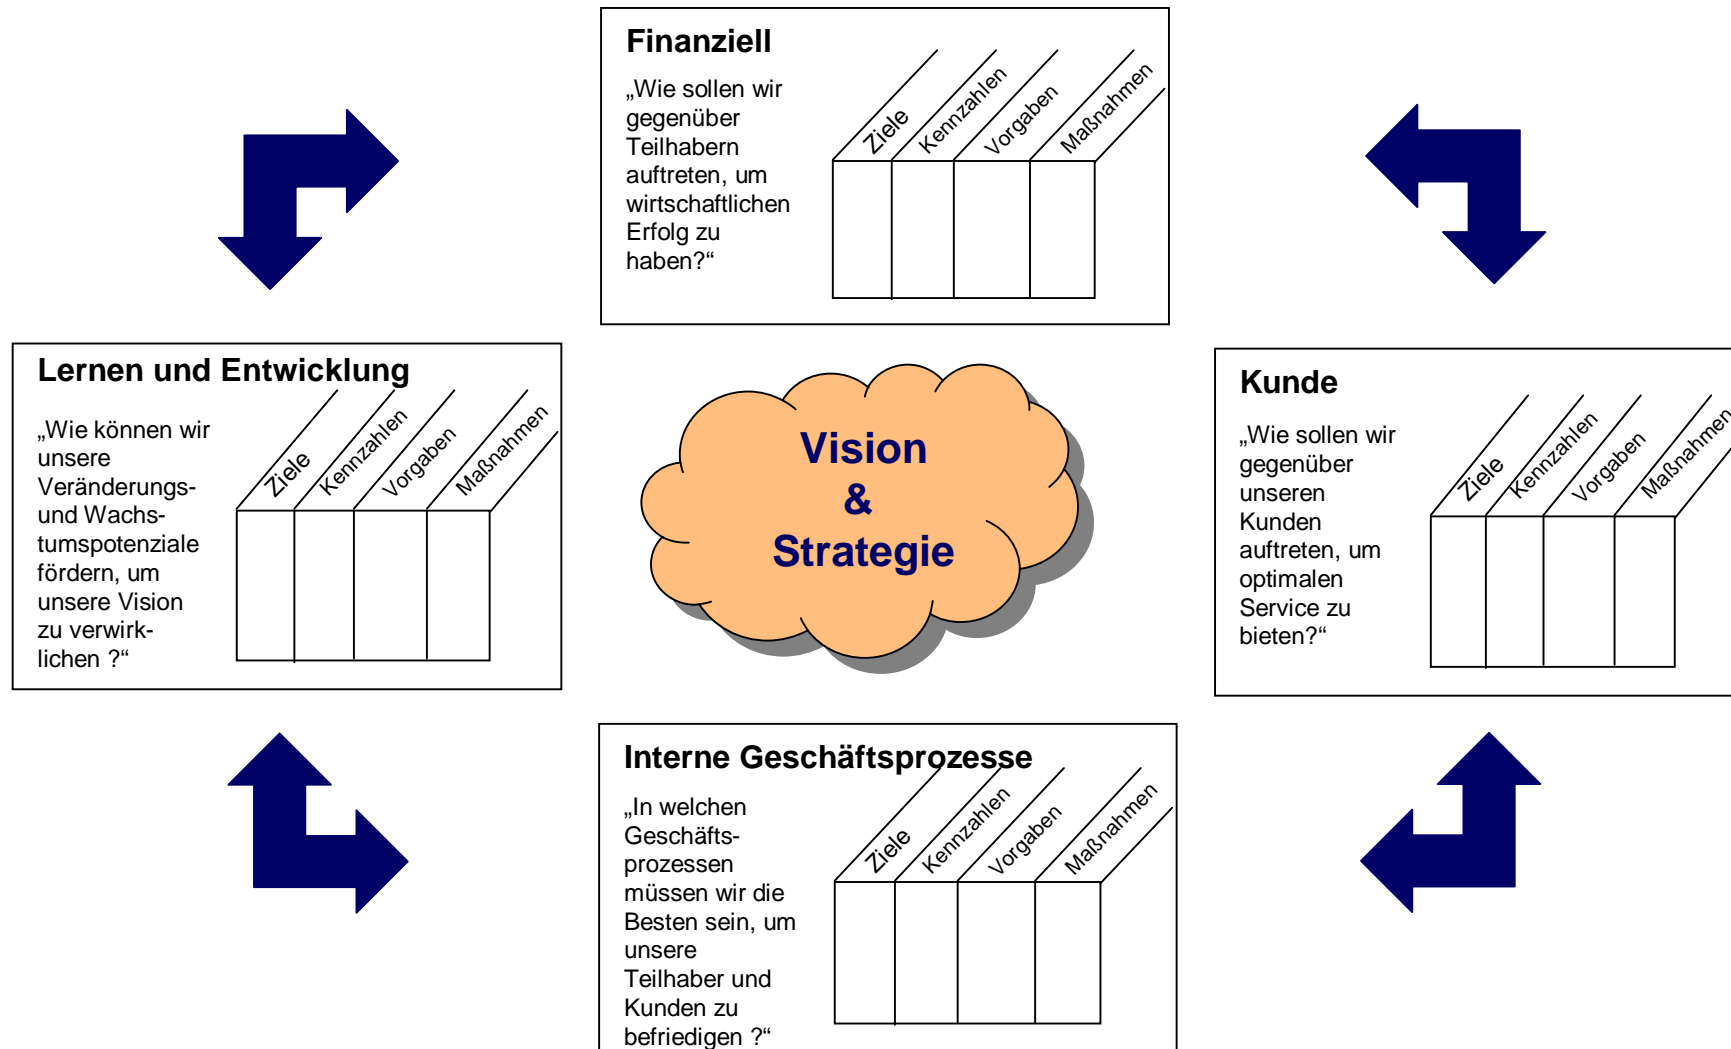 Finanziell
„Wie sollen wir
gegenüber
Teilhabern
auftreten, um
wirtschaftlichen
Erfolg zu
haben?“
Ziele
Kennzahlen
Vorgaben
Maßnahmen
Lernen und Entwicklung
„Wie können wir
unsere
Veränderungs-
und Wachs-
tumspotenziale
fördern, um
unsere Vision
zu verwirk-
lichen ?“
Ziele
Kennzahlen
Vorgaben
Maßnahmen
Vision
&
Strategie
Kunde
„Wie sollen wir
gegenüber
unseren
Kunden
auftreten, um
optimalen
Service zu
bieten?“
Ziele
Kennzahlen
Vorgaben
Maßnahmen
Interne Geschäftsprozesse
„In welchen
Geschäfts-
prozessen
müssen wir die
Besten sein, um
unsere
Teilhaber und
Kunden zu
befriedigen ?“
Ziele
Kennzahlen
Vorgaben
Maßnahmen